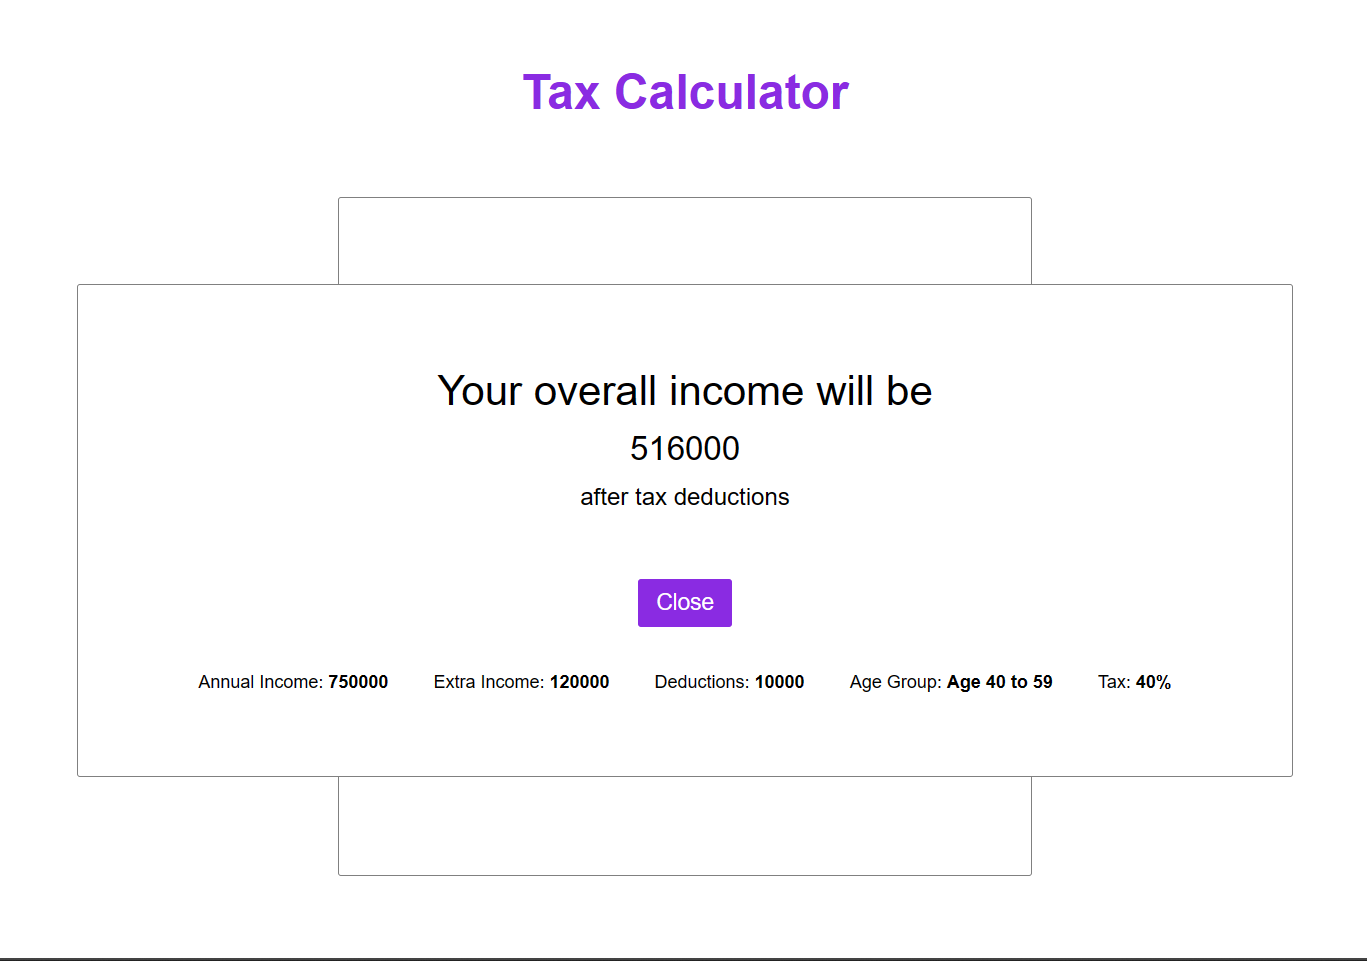 Tax Calculator
Your overall income will be
516000
after tax deductions
Close
Annual Income: 750000 Extra Income: 120000 Deductions: 10000 Age Group: Age 40 to 59 Tax: 40%